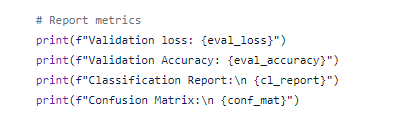 # Report metrics
print(f"Validation loss: {eval_loss}")
print(f"Validation Accuracy: {eval_accuracy}")
print(f"Classification Report:\n {cl_report}")
print(f"Confusion Matrix:\n {conf_mat}")